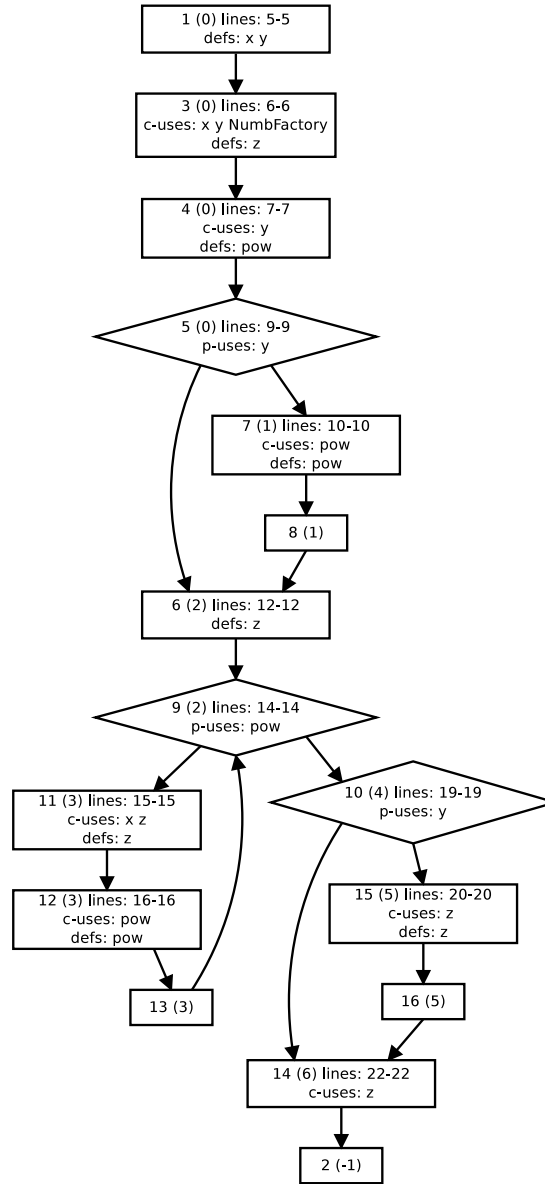 1 (0) lines: 5-5
defs: x y
3 (0) lines: 6-6
c-uses: x y NumbFactory
defs: z
4 (0) lines: 7-7
c-uses: y
defs: pow
5 (0) lines: 9-9
p-uses: y
7 (1) lines: 10-10
c-uses: pow
defs: pow
8 (1)
6 (2) lines: 12-12
defs: z
9 (2) lines: 14-14
p-uses: pow
11 (3) lines: 15-15
c-uses: x z
defs: z
10 (4) lines: 19-19
p-uses: y
12 (3) lines: 16-16
c-uses: pow
defs: pow
15 (5) lines: 20-20
c-uses: z
defs: z
13 (3)
16 (5)
14 (6) lines: 22-22
c-uses: z
2 (-1)